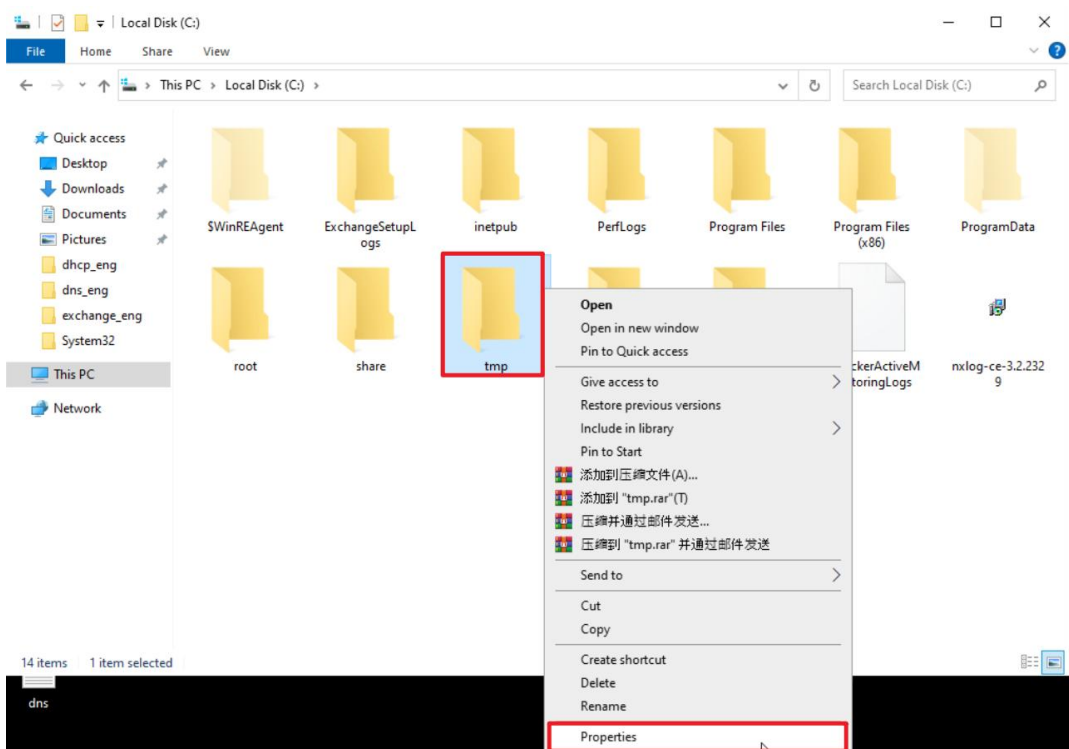 Local Disk (C:)
File Home Share View
This PC > Local Disk (C:) >
Search Local Disk (C:)
Quick access
Desktop
Downloads
Documents
Pictures
dhcp_eng
dns_eng
exchange_eng
System32
This PC
Network
$WinREAgent
ExchangeSetupL
ogs
inetpub
PerfLogs
Program Files
Program Files
(x86)
ProgramData
root
share
tmp
ckerActiveM
toringLogs
nxlog-ce-3.2.232
9
Open
Open in new window
Pin to Quick access
Give access to
Restore previous versions
Include in library
Pin to Start
添加到压缩文件(A)...
添加到 "tmp.rar"(T)
压缩并通过邮件发送...
压缩到 "tmp.rar" 并通过邮件发送
Send to
Cut
Copy
Create shortcut
Delete
Rename
Properties
14 items 1 item selected
dns